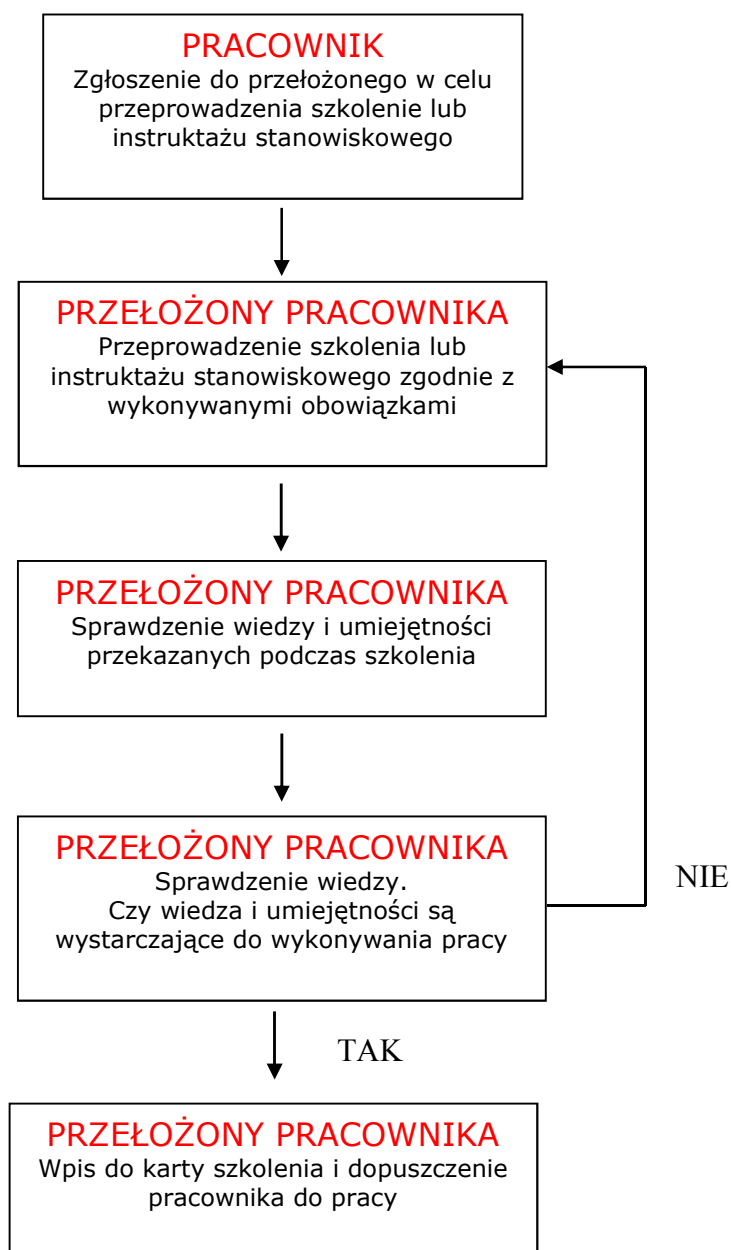 PRACOWNIK
Zgłoszenie do przełożonego w celu
przeprowadzenia szkolenie lub
instruktażu stanowiskowego
PRZEŁOŻONY PRACOWNIKA
Przeprowadzenie szkolenia lub
instruktażu stanowiskowego zgodnie z
wykonywanymi obowiązkami
PRZEŁOŻONY PRACOWNIKA
Sprawdzenie wiedzy i umiejętności
przekazanych podczas szkolenia
PRZEŁOŻONY PRACOWNIKA
Sprawdzenie wiedzy.
Czy wiedza i umiejętności są
wystarczające do wykonywania pracy
NIE
TAK
PRZEŁOŻONY PRACOWNIKA
Wpis do karty szkolenia i dopuszczenie
pracownika do pracy